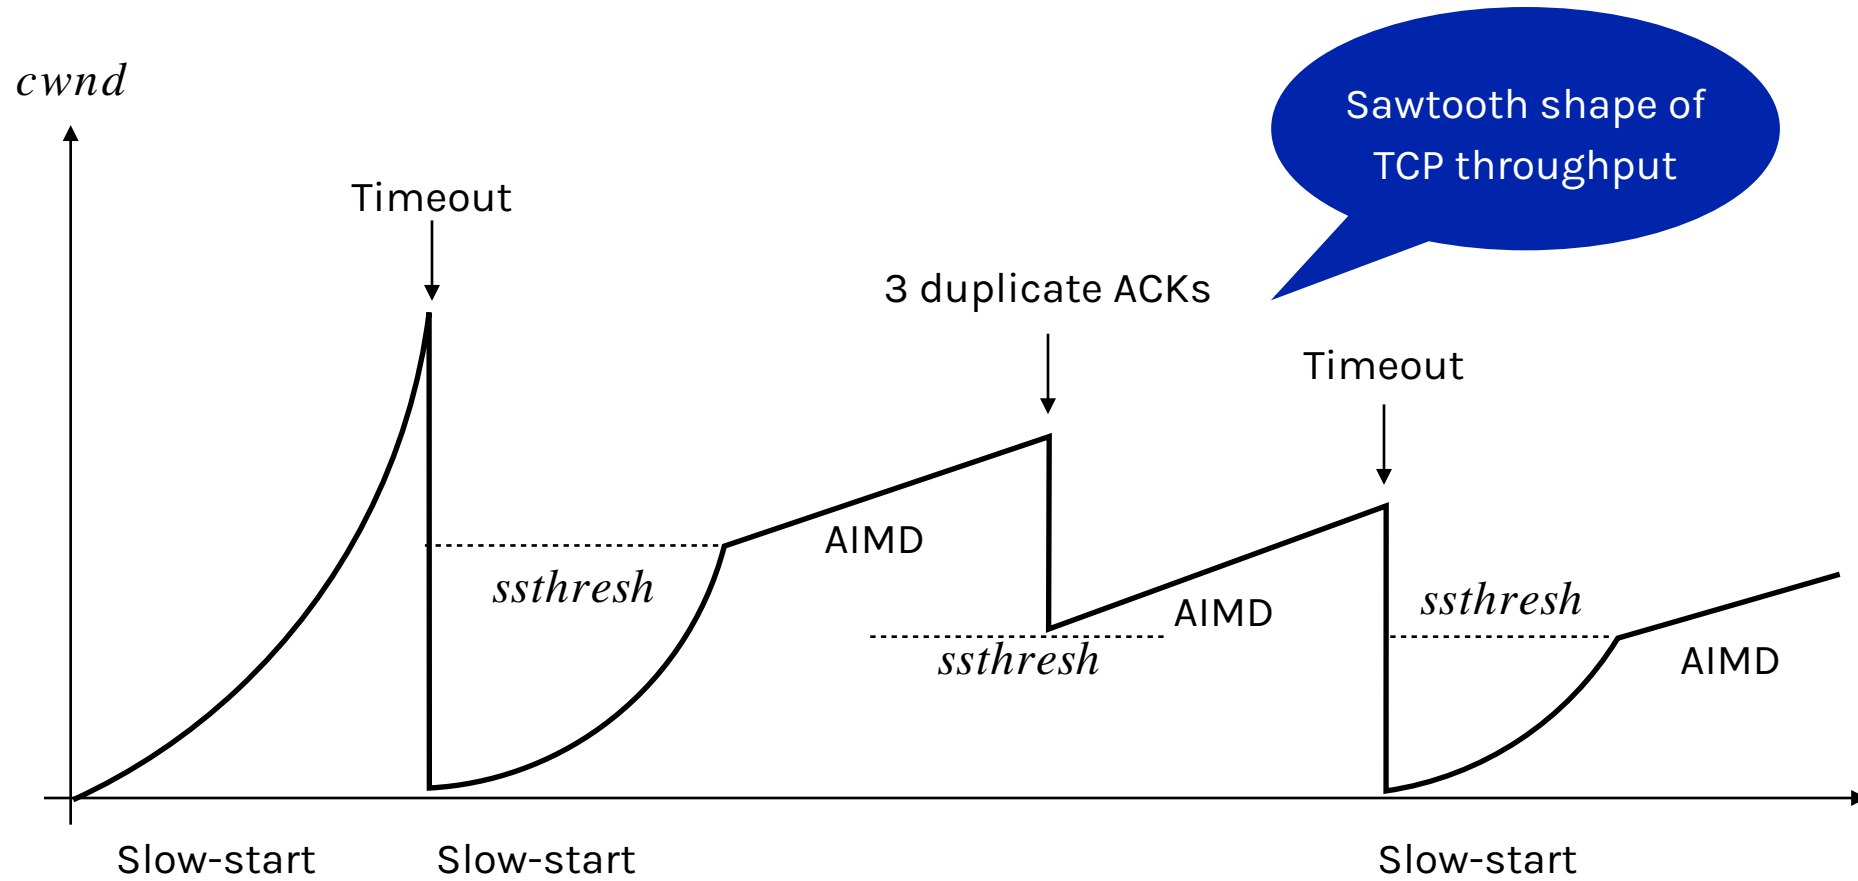 cwnd
Sawtooth shape of
TCP throughput
Timeout
3 duplicate ACKs
Timeout
AIMD
ssthresh
ssthresh
AIMD
ssthresh
AIMD
Slow-start
Slow-start
Slow-start